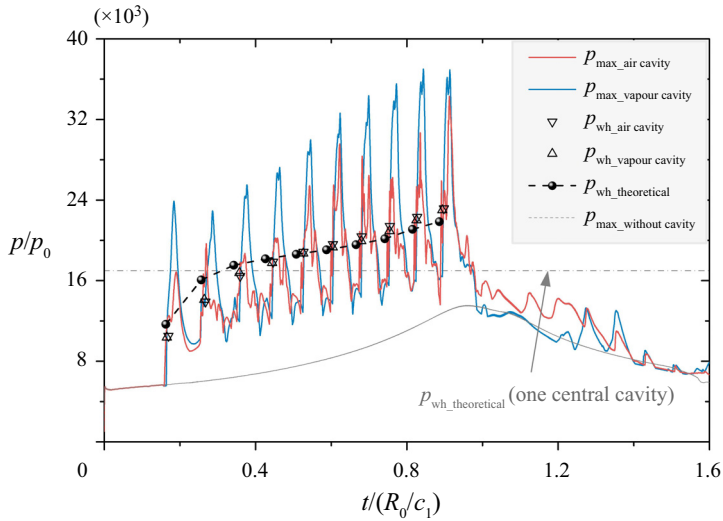 (×10³)
40
32
24
16
8
0
p/p₀
0.4
0.8
1.2
1.6
t/(R₀/c₁)
p_max_air cavity
p_max_vapour cavity
p_wh_air cavity
p_wh_vapour cavity
p_wh_theoretical
p_max_without cavity
p_wh_theoretical (one central cavity)